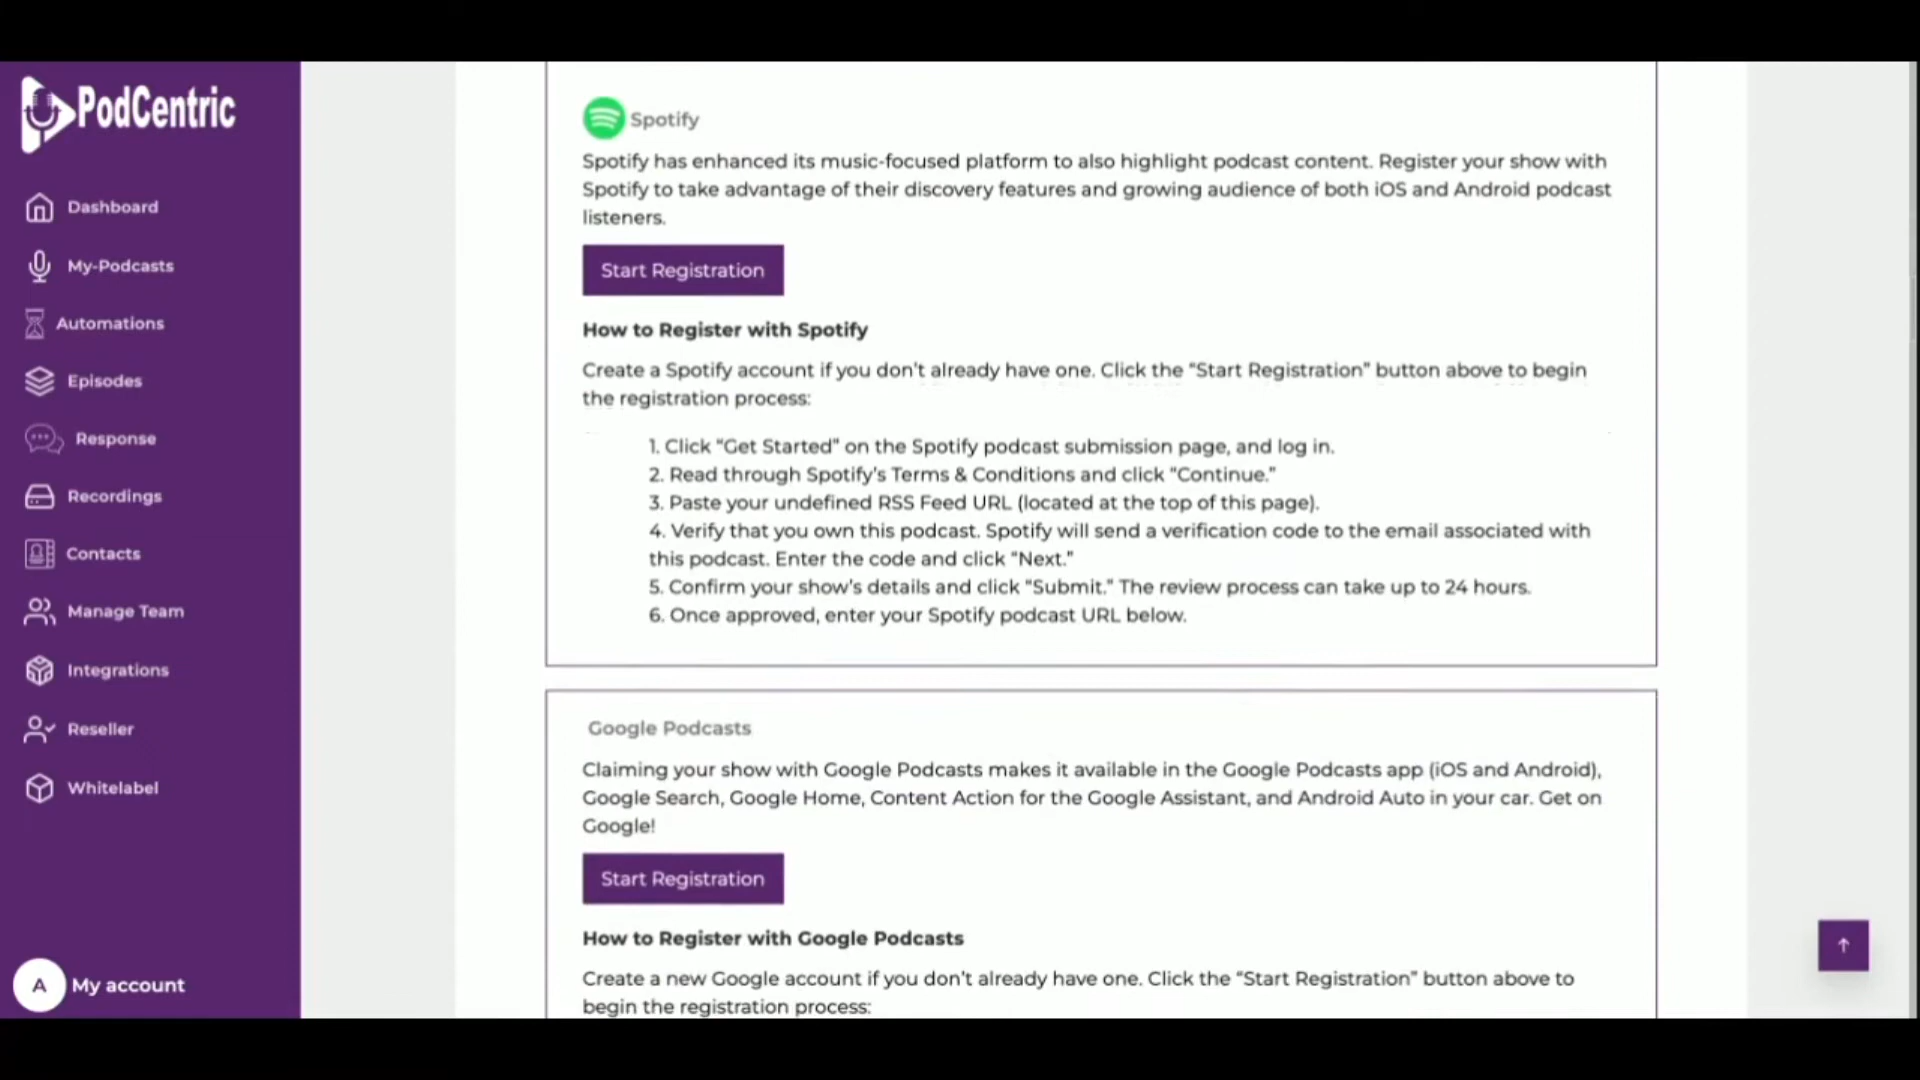 PodCentric
Dashboard
My-Podcasts
Automations
Episodes
Response
Recordings
Contacts
Manage Team
Integrations
Reseller
Whitelabel
A My account
Spotify
Spotify has enhanced its music-focused platform to also highlight podcast content. Register your show with
Spotify to take advantage of their discovery features and growing audience of both iOS and Android podcast
listeners.
Start Registration
How to Register with Spotify
Create a Spotify account if you don't already have one. Click the “Start Registration” button above to begin
the registration process:
1. Click “Get Started” on the Spotify podcast submission page, and log in.
2. Read through Spotify's Terms & Conditions and click “Continue.”
3. Paste your undefined RSS Feed URL (located at the top of this page).
4. Verify that you own this podcast. Spotify will send a verification code to the email associated with
this podcast. Enter the code and click “Next.”
5. Confirm your show's details and click “Submit.” The review process can take up to 24 hours.
6. Once approved, enter your Spotify podcast URL below.
Google Podcasts
Claiming your show with Google Podcasts makes it available in the Google Podcasts app (iOS and Android),
Google Search, Google Home, Content Action for the Google Assistant, and Android Auto in your car. Get on
Google!
Start Registration
How to Register with Google Podcasts
Create a new Google account if you don't already have one. Click the “Start Registration” button above to
begin the registration process: